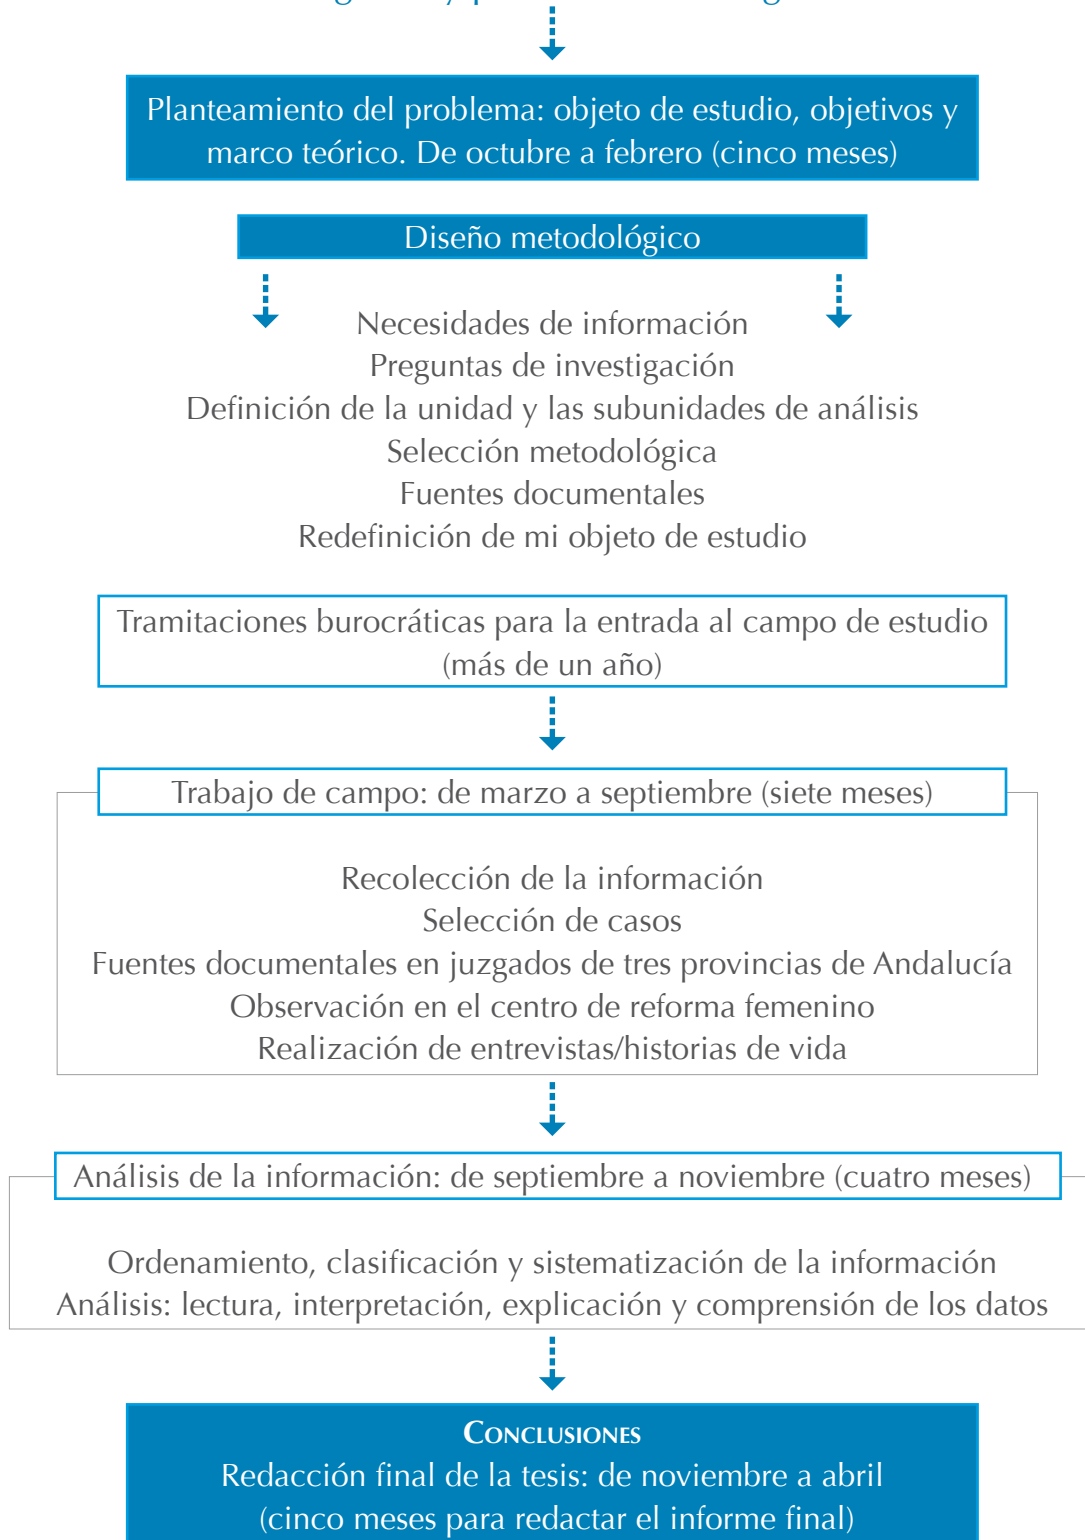 Planteamiento del problema: objeto de estudio, objetivos y
marco teórico. De octubre a febrero (cinco meses)
Diseño metodológico
Necesidades de información
Preguntas de investigación
Definición de la unidad y las subunidades de análisis
Selección metodológica
Fuentes documentales
Redefinición de mi objeto de estudio
Tramitaciones burocráticas para la entrada al campo de estudio
(más de un año)
Trabajo de campo: de marzo a septiembre (siete meses)
Recolección de la información
Selección de casos
Fuentes documentales en juzgados de tres provincias de Andalucía
Observación en el centro de reforma femenino
Realización de entrevistas/historias de vida
Análisis de la información: de septiembre a noviembre (cuatro meses)
Ordenamiento, clasificación y sistematización de la información
Análisis: lectura, interpretación, explicación y comprensión de los datos
CONCLUSIONES
Redacción final de la tesis: de noviembre a abril
(cinco meses para redactar el informe final)